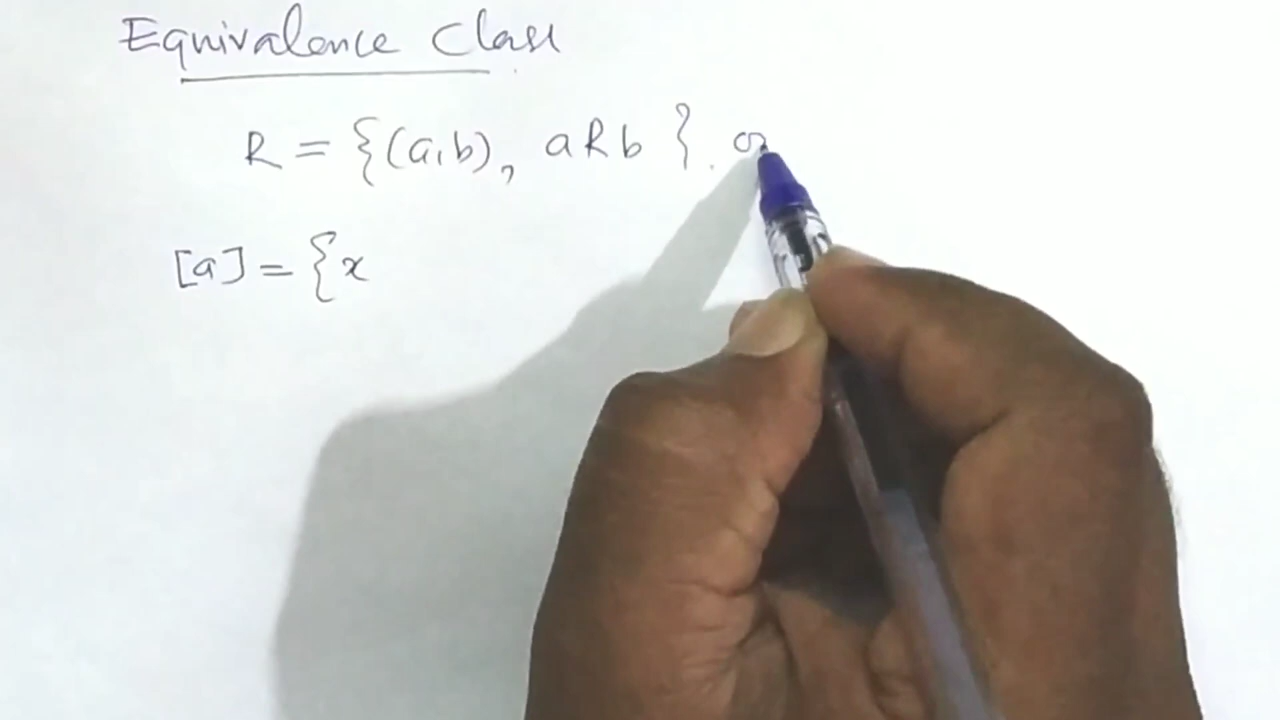 Equivalence Class
R = {(a,b), aRb }.
[a] = {x